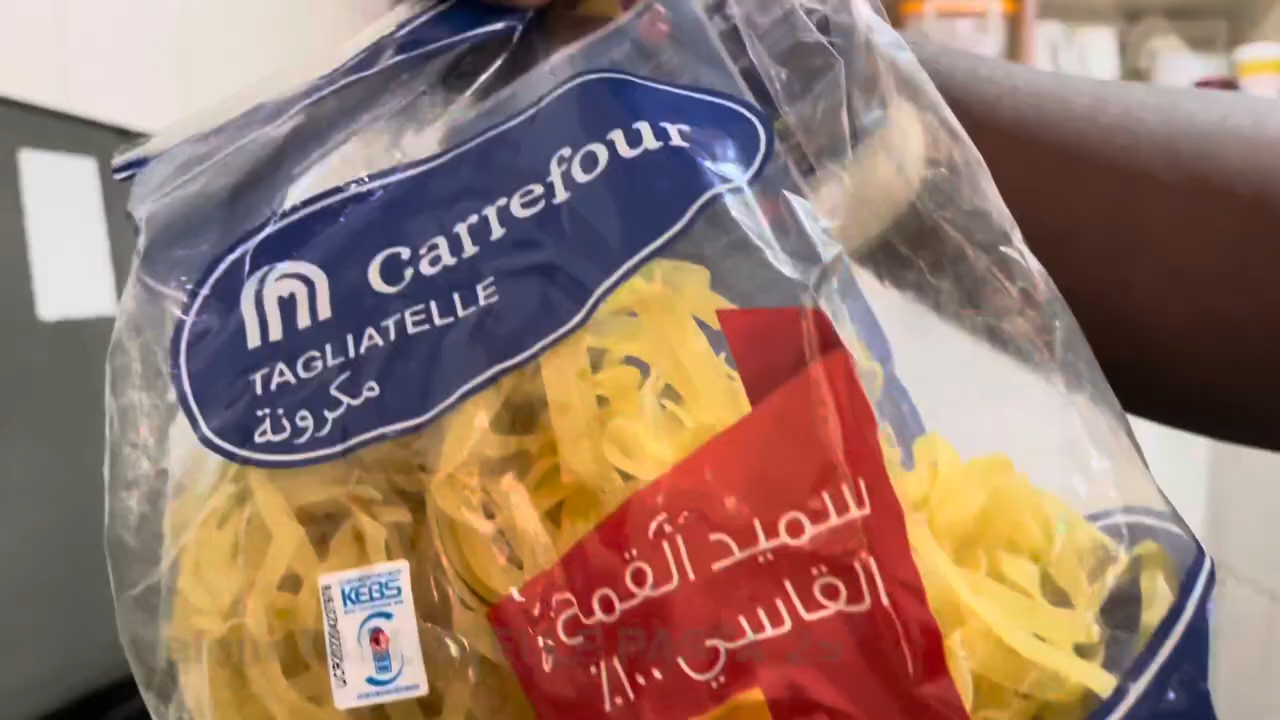 Carrefour
TAGLIATELLE
مكرونة
سميد القمح
القاسي ١٠٠٪
KEBS